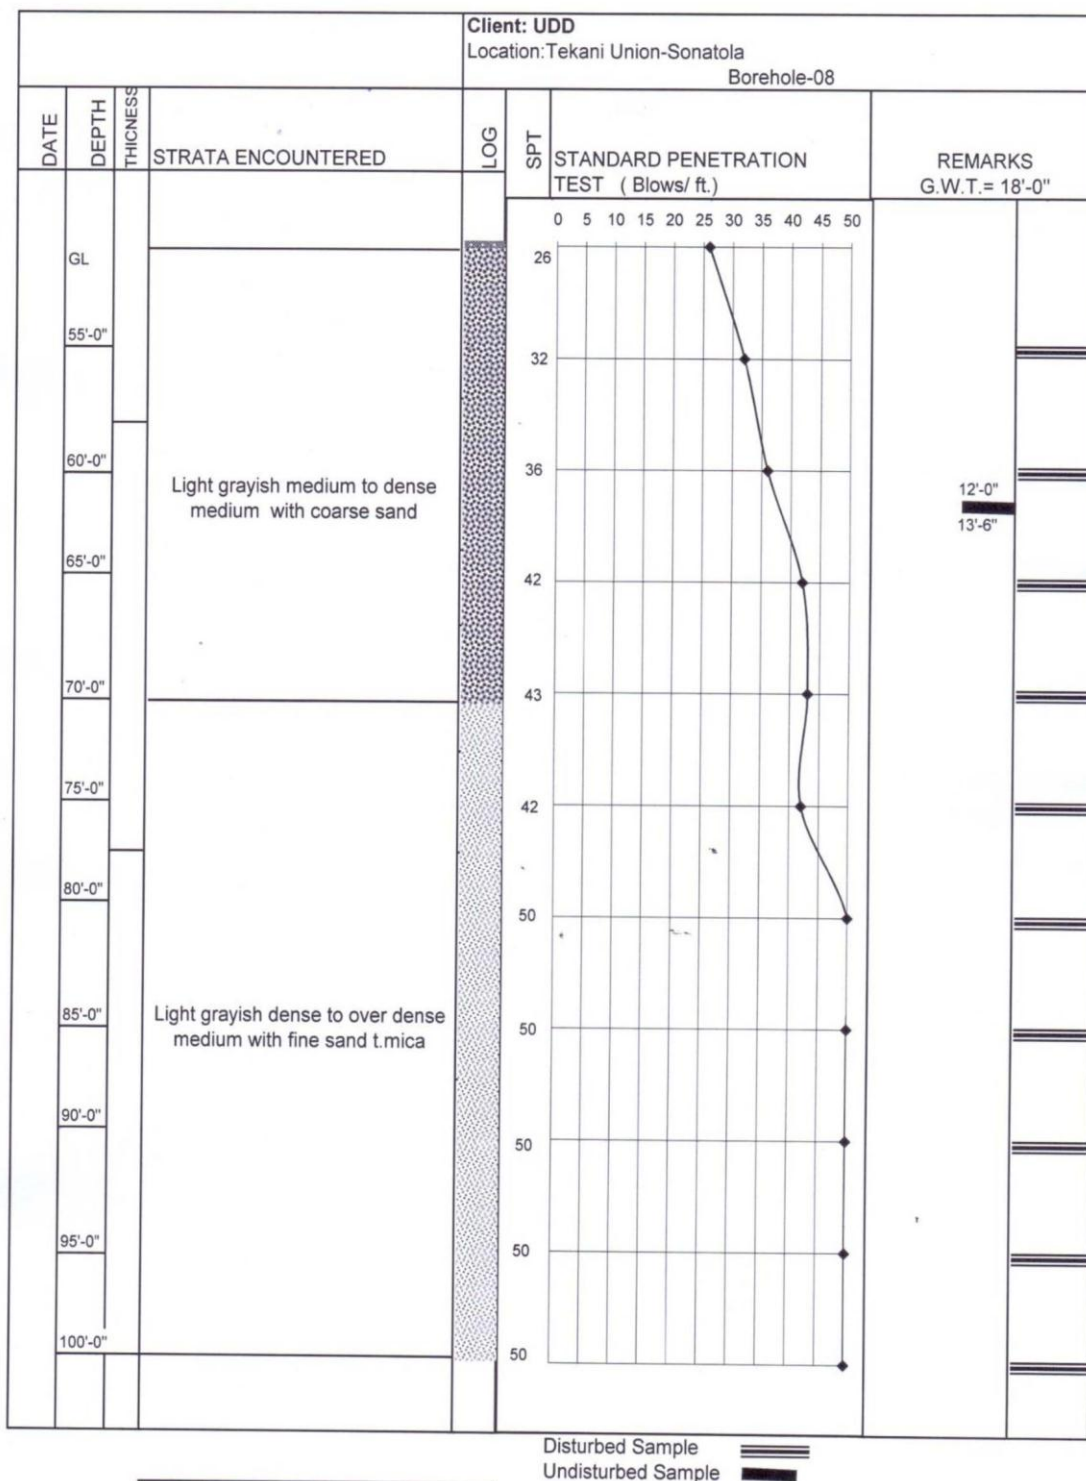 Client: UDD
Location:Tekani Union-Sonatola
Borehole-08
DATE
DEPTH
THICNESS
STRATA ENCOUNTERED
LOG
SPT
STANDARD PENETRATION
TEST ( Blows/ ft.)
REMARKS
G.W.T.= 18'-0"
0 5 10 15 20 25 30 35 40 45 50
GL
26
55'-0"
32
60'-0"
36
Light grayish medium to dense
medium with coarse sand
12'-0"
13'-6"
65'-0"
42
70'-0"
43
75'-0"
42
80'-0"
50
85'-0"
Light grayish dense to over dense
medium with fine sand t.mica
50
90'-0"
50
95'-0"
50
100'-0"
50
Disturbed Sample
Undisturbed Sample